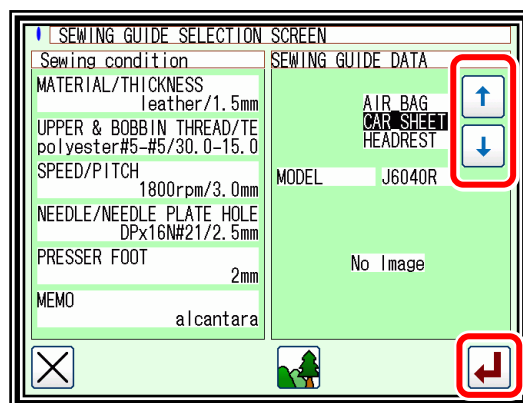 SEWING GUIDE SELECTION SCREEN
Sewing condition
MATERIAL/THICKNESS
leather/1.5mm
UPPER & BOBBIN THREAD/TE
polyester#5-#5/30.0-15.0
SPEED/PITCH
1800rpm/3.0mm
NEEDLE/NEEDLE PLATE HOLE
DPx16N#21/2.5mm
PRESSER FOOT
2mm
MEMO
alcantara
SEWING GUIDE DATA
AIR BAG
CAR SHEET
HEADREST
MODEL J6040R
No Image